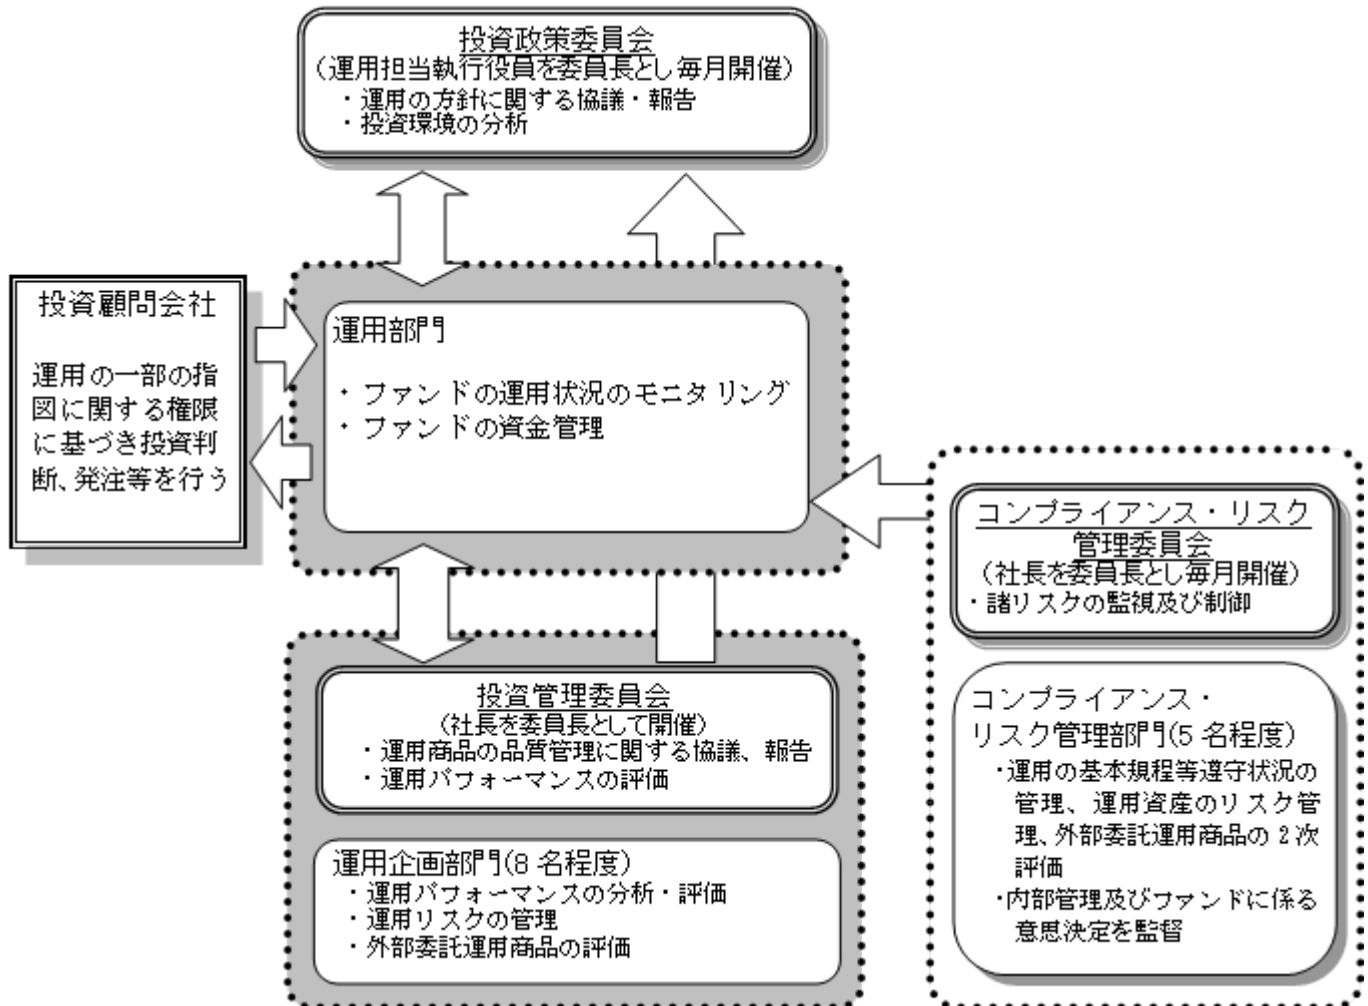 投資政策委員会
（運用担当執行役員を委員長とし毎月開催）
・運用の方針に関する協議・報告
・投資環境の分析
投資顧問会社
運用の一部の指
図に関する権限
に基づき投資判
断、発注等を行う
運用部門
・ファンドの運用状況のモニタリング
・ファンドの資金管理
コンプライアンス・リスク
管理委員会
（社長を委員長とし毎月開催）
・諸リスクの監視及び制御
投資管理委員会
（社長を委員長として開催）
・運用商品の品質管理に関する協議、報告
・運用パフォーマンスの評価
運用企画部門(8名程度)
・運用パフォーマンスの分析・評価
・運用リスクの管理
・外部委託運用商品の評価
コンプライアンス・
リスク管理部門(5名程度)
・運用の基本規程等遵守状況の
管理、運用資産のリスク管
理、外部委託運用商品の2次
評価
・内部管理及びファンドに係る
意思決定を監督